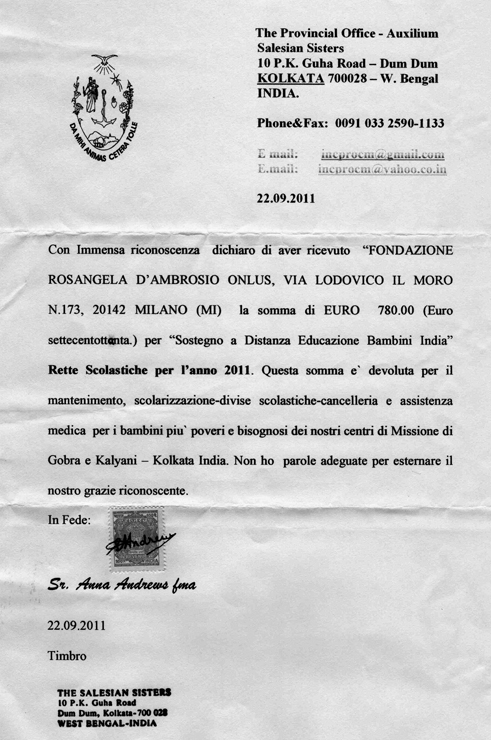 The Provincial Office - Auxilium
Salesian Sisters
10 P.K. Guha Road – Dum Dum
KOLKATA 700028 – W. Bengal
INDIA.
Phone&Fax: 0091 033 2590-1133
E mail: incprocm@gmail.com
E.mail: incprocm@yahoo.co.in
22.09.2011
DA MIHI ANIMAS CETERA TOLLE
Con Immensa riconoscenza dichiaro di aver ricevuto “FONDAZIONE
ROSANGELA D’AMBROSIO ONLUS, VIA LODOVICO IL MORO
N.173, 20142 MILANO (MI) la somma di EURO 780.00 (Euro
settecentottanta.) per “Sostegno a Distanza Educazione Bambini India”
Rette Scolastiche per l’anno 2011. Questa somma e` devoluta per il
mantenimento, scolarizzazione-divise scolastiche-cancelleria e assistenza
medica per i bambini piu` poveri e bisognosi dei nostri centri di Missione di
Gobra e Kalyani – Kolkata India. Non ho parole adeguate per esternare il
nostro grazie riconoscente.
In Fede:
Sr. Anna Andrews fma
22.09.2011
Timbro
THE SALESIAN SISTERS
10 P.K. Guha Road
Dum Dum, Kolkata-700 028
WEST BENGAL-INDIA